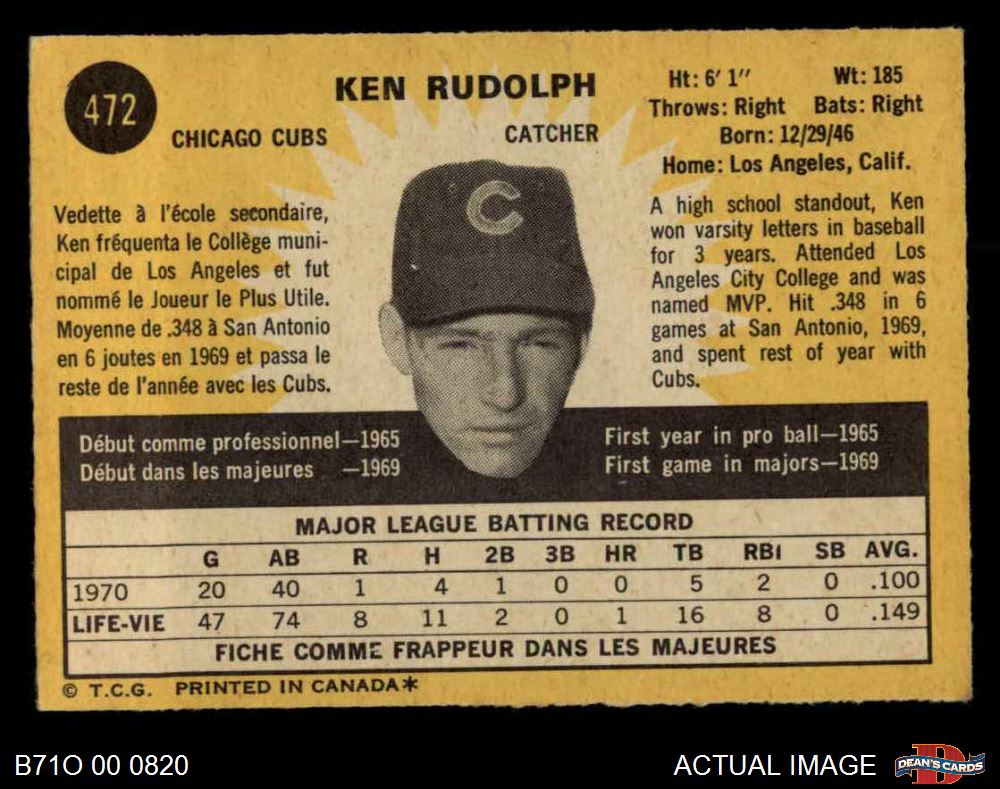 472
KEN RUDOLPH
CHICAGO CUBS
CATCHER
Ht: 6' 1" Wt: 185
Throws: Right Bats: Right
Born: 12/29/46
Home: Los Angeles, Calif.
Vedette à l'école secondaire,
Ken fréquenta le Collège muni-
cipal de Los Angeles et fut
nommé le Joueur le Plus Utile.
Moyenne de .348 à San Antonio
en 6 joutes en 1969 et passa le
reste de l'année avec les Cubs.
C
A high school standout, Ken
won varsity letters in baseball
for 3 years. Attended Los
Angeles City College and was
named MVP. Hit .348 in 6
games at San Antonio, 1969,
and spent rest of year with
Cubs.
Début comme professionnel—1965
Début dans les majeures —1969
First year in pro ball—1965
First game in majors—1969
MAJOR LEAGUE BATTING RECORD
G AB R H 2B 3B HR TB RBI SB AVG.
1970 20 40 1 4 1 0 0 5 2 0 .100
LIFE-VIE 47 74 8 11 2 0 1 16 8 0 .149
FICHE COMME FRAPPEUR DANS LES MAJEURES
© T.C.G. PRINTED IN CANADA*
B71O 00 0820
ACTUAL IMAGE
D
DEAN'S CARDS